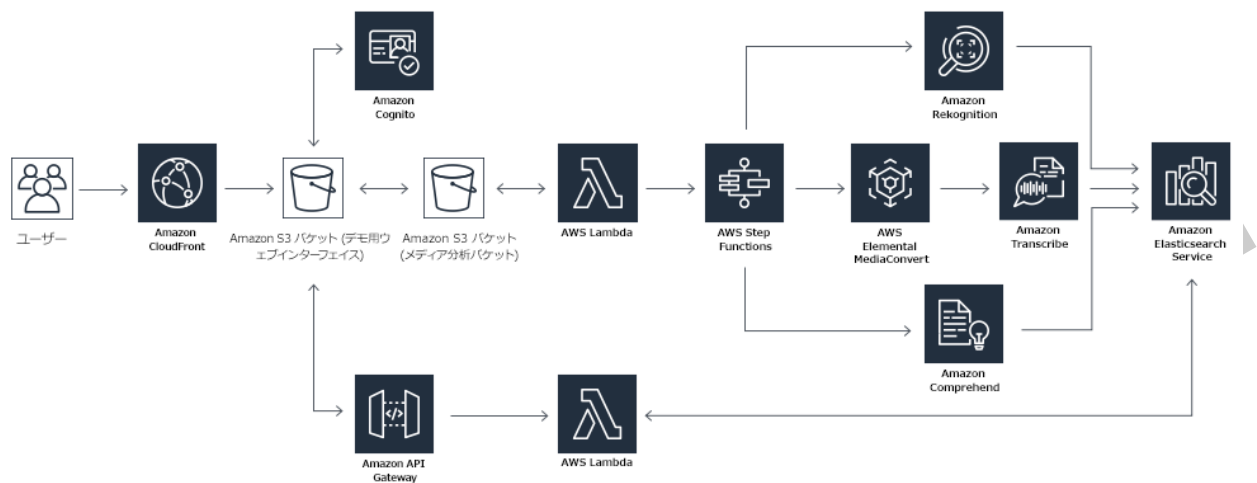 Amazon
Cognito
Amazon
Rekognition
ユーザー
Amazon
CloudFront
Amazon S3 バケット (デモ用ウ
ェブインターフェイス)
Amazon S3 バケット
(メディア分析バケット)
AWS Lambda
AWS Step
Functions
AWS
Elemental
MediaConvert
Amazon
Transcribe
Amazon
Elasticsearch
Service
Amazon
Comprehend
Amazon API
Gateway
AWS Lambda